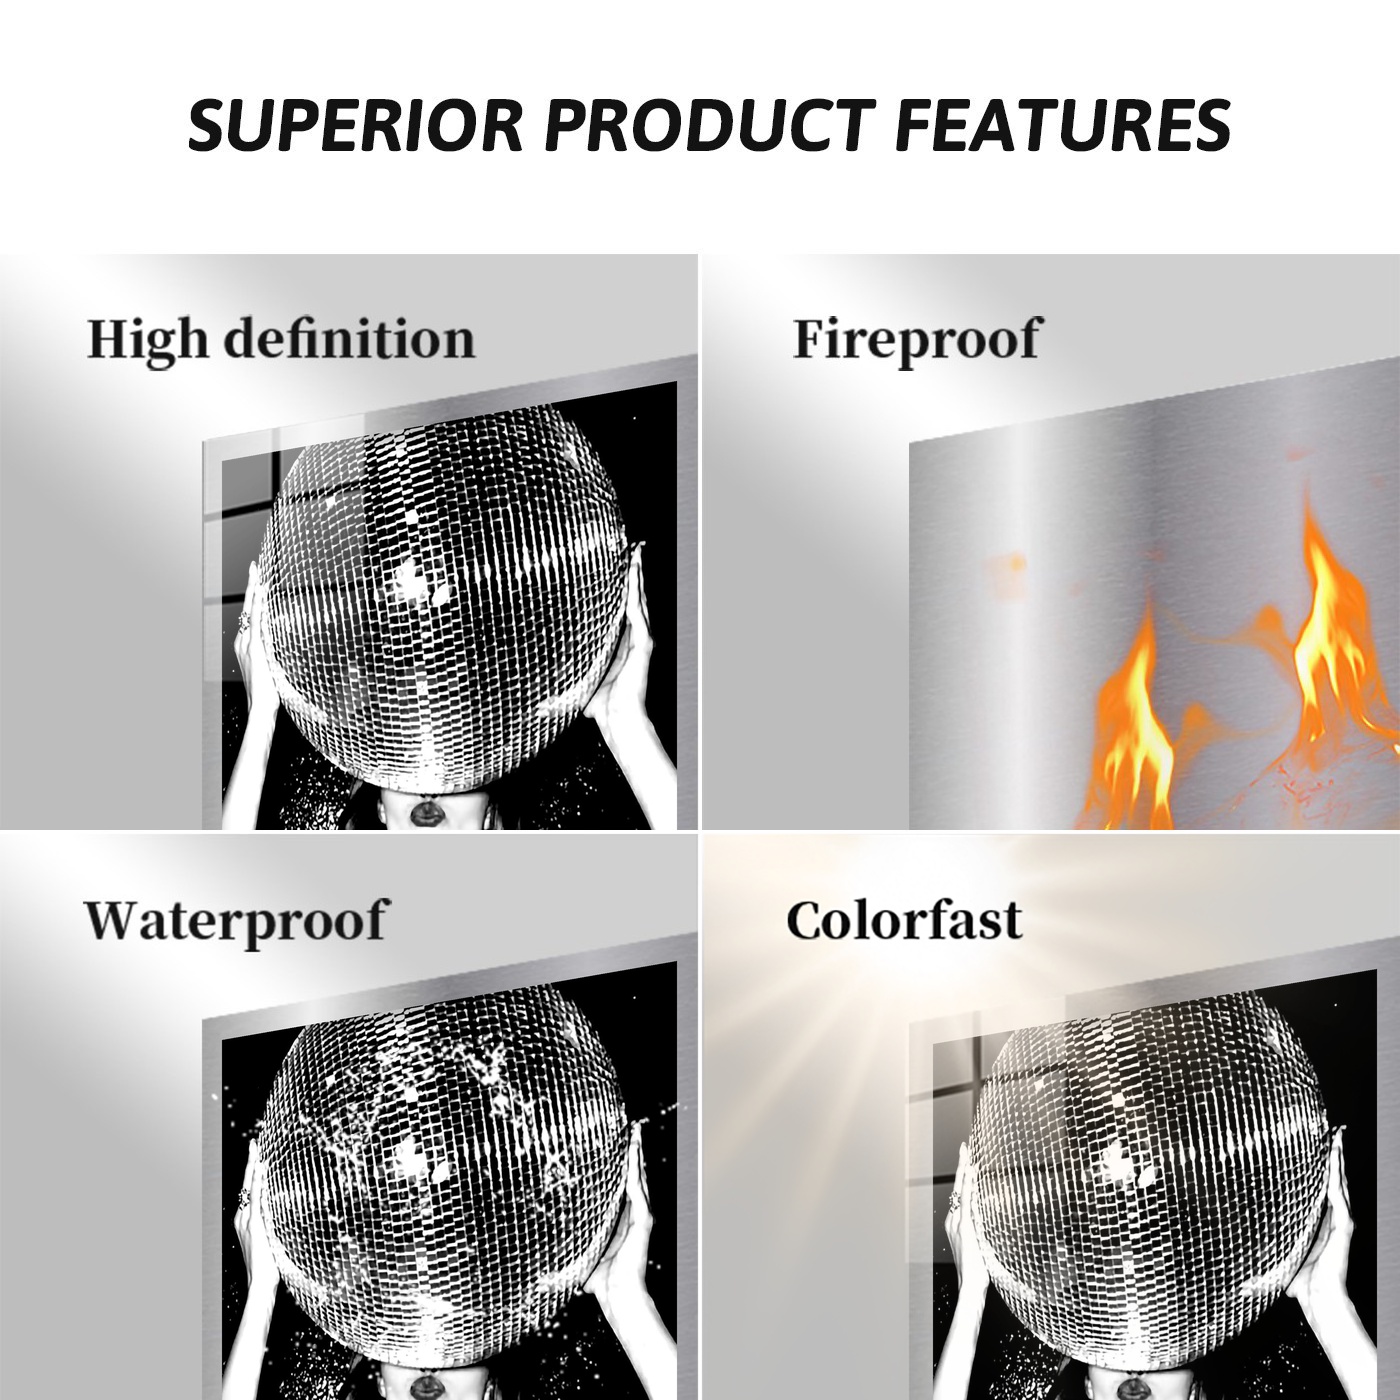 SUPERIOR PRODUCT FEATURES
High definition
Fireproof
Waterproof
Colorfast